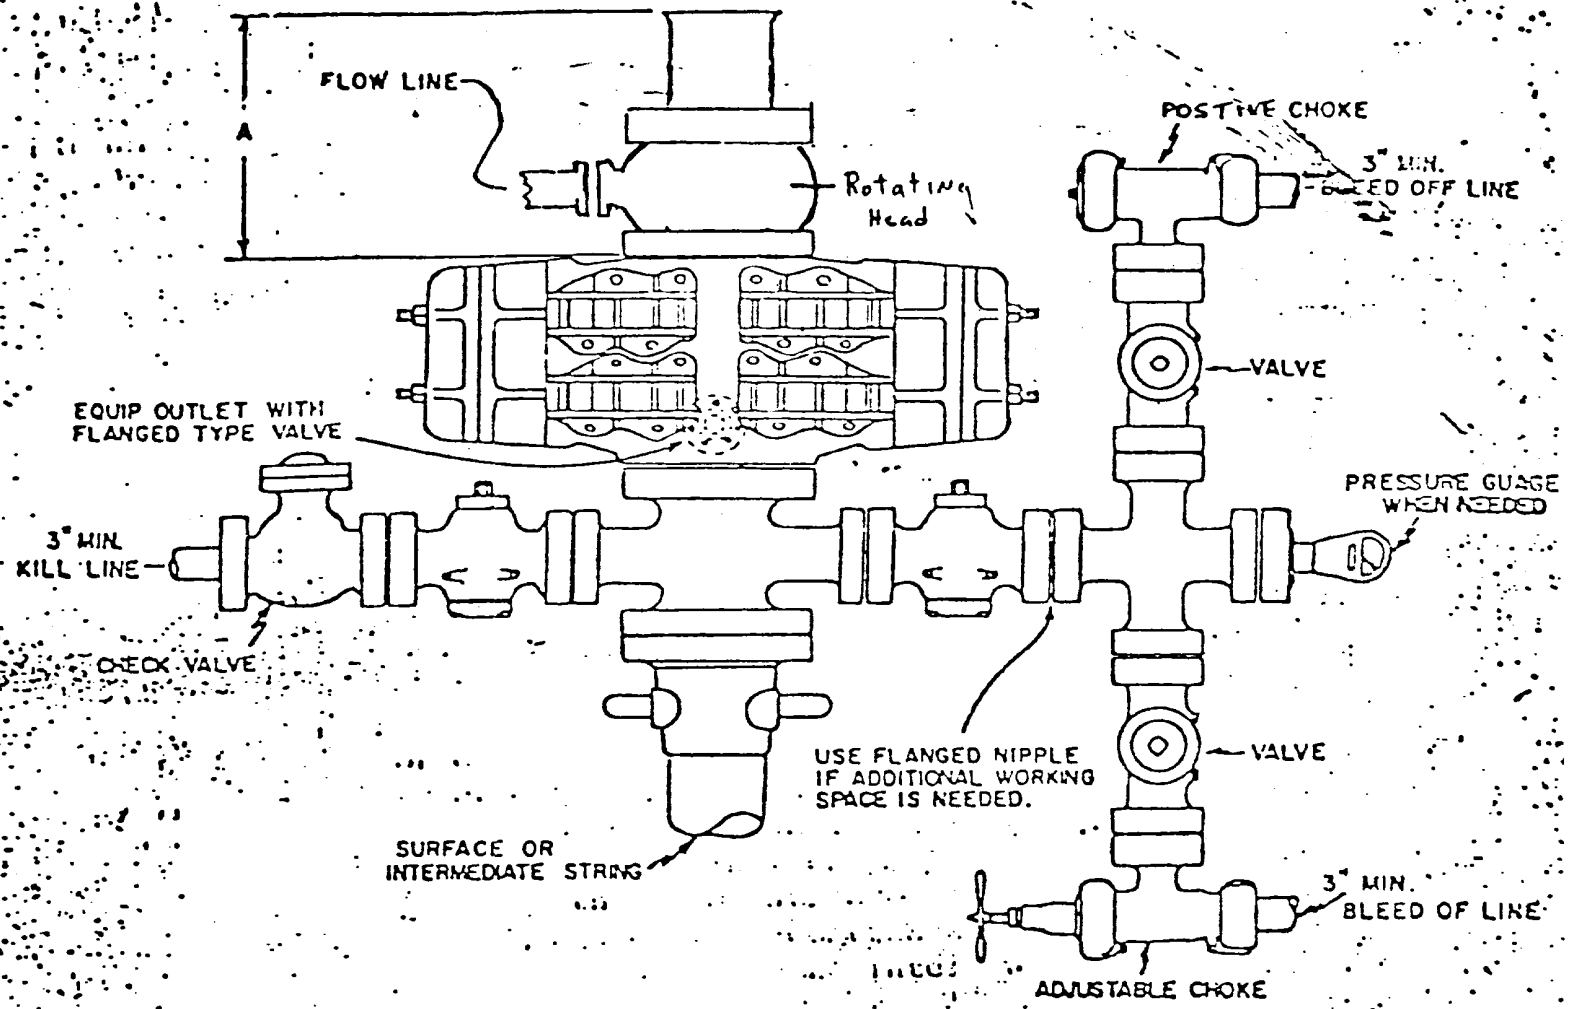 A
FLOW LINE
Rotating
Head
POSTIVE CHOKE
3" MIN.
BLEED OFF LINE
VALVE
EQUIP OUTLET WITH
FLANGED TYPE VALVE
PRESSURE GUAGE
WHEN NEEDED
3" MIN.
KILL LINE
CHECK VALVE
USE FLANGED NIPPLE
IF ADDITIONAL WORKING
SPACE IS NEEDED.
VALVE
SURFACE OR
INTERMEDIATE STRING
3" MIN.
BLEED OF LINE
ADJUSTABLE CHOKE